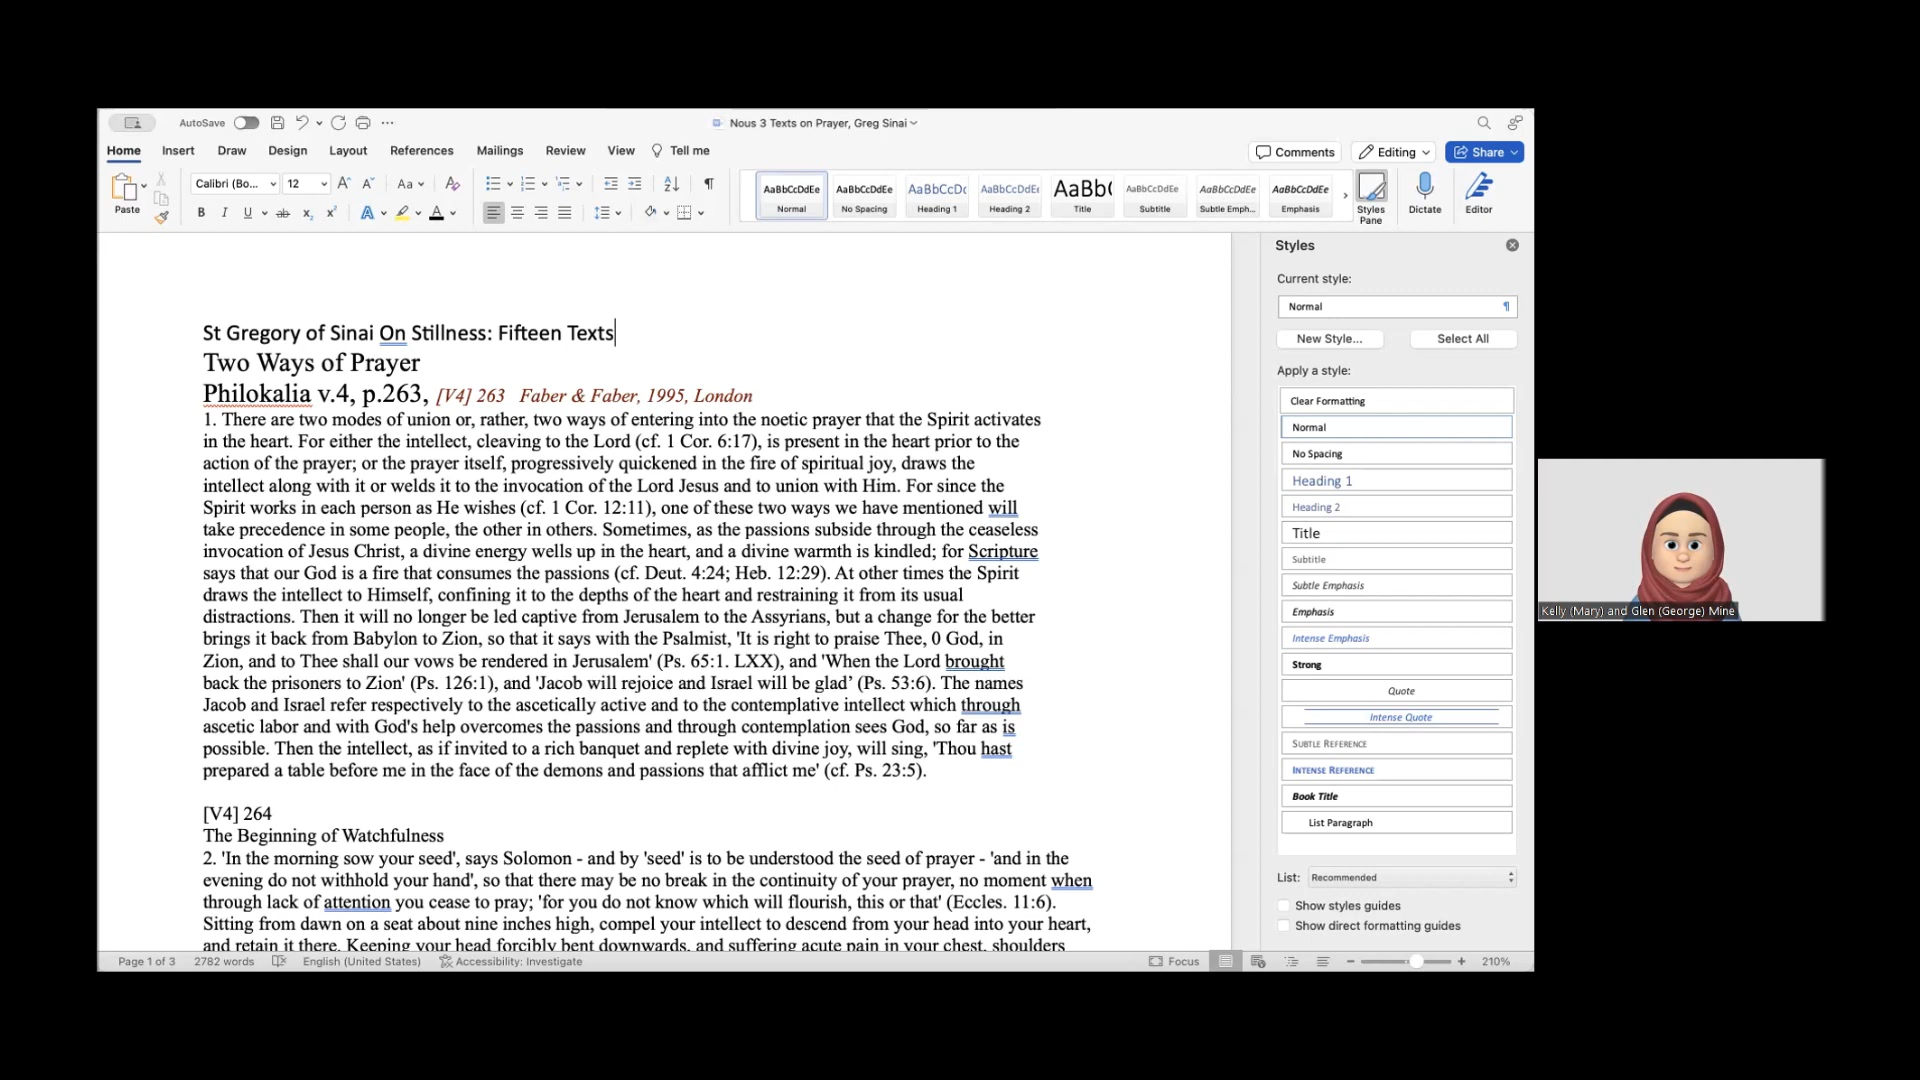 AutoSave
Nous 3 Texts on Prayer, Greg Sinai
Home Insert Draw Design Layout References Mailings Review View Tell me
Comments Editing Share
Paste
Calibri (Bo... 12 A A Aa A
B I U ab x₂ x² A A
AaBbCcDdEe AaBbCcDdEe AaBbCcDc AaBbCcDdEe AaBb( AaBbCcDdEe AaBbCcDdEe AaBbCcDdEe
Normal No Spacing Heading 1 Heading 2 Title Subtitle Subtle Emph... Emphasis
Styles Pane
Dictate
Editor
St Gregory of Sinai On Stillness: Fifteen Texts
Two Ways of Prayer
Philokalia v.4, p.263, [V4] 263 Faber & Faber, 1995, London
1. There are two modes of union or, rather, two ways of entering into the noetic prayer that the Spirit activates
in the heart. For either the intellect, cleaving to the Lord (cf. 1 Cor. 6:17), is present in the heart prior to the
action of the prayer; or the prayer itself, progressively quickened in the fire of spiritual joy, draws the
intellect along with it or welds it to the invocation of the Lord Jesus and to union with Him. For since the
Spirit works in each person as He wishes (cf. 1 Cor. 12:11), one of these two ways we have mentioned will
take precedence in some people, the other in others. Sometimes, as the passions subside through the ceaseless
invocation of Jesus Christ, a divine energy wells up in the heart, and a divine warmth is kindled; for Scripture
says that our God is a fire that consumes the passions (cf. Deut. 4:24; Heb. 12:29). At other times the Spirit
draws the intellect to Himself, confining it to the depths of the heart and restraining it from its usual
distractions. Then it will no longer be led captive from Jerusalem to the Assyrians, but a change for the better
brings it back from Babylon to Zion, so that it says with the Psalmist, 'It is right to praise Thee, 0 God, in
Zion, and to Thee shall our vows be rendered in Jerusalem' (Ps. 65:1. LXX), and 'When the Lord brought
back the prisoners to Zion' (Ps. 126:1), and 'Jacob will rejoice and Israel will be glad’ (Ps. 53:6). The names
Jacob and Israel refer respectively to the ascetically active and to the contemplative intellect which through
ascetic labor and with God's help overcomes the passions and through contemplation sees God, so far as is
possible. Then the intellect, as if invited to a rich banquet and replete with divine joy, will sing, 'Thou hast
prepared a table before me in the face of the demons and passions that afflict me' (cf. Ps. 23:5).
[V4] 264
The Beginning of Watchfulness
2. 'In the morning sow your seed', says Solomon - and by 'seed' is to be understood the seed of prayer - 'and in the
evening do not withhold your hand', so that there may be no break in the continuity of your prayer, no moment when
through lack of attention you cease to pray; 'for you do not know which will flourish, this or that' (Eccles. 11:6).
Sitting from dawn on a seat about nine inches high, compel your intellect to descend from your head into your heart,
and retain it there. Keeping your head forcibly bent downwards, and suffering acute pain in your chest, shoulders
Styles
Current style:
Normal
New Style... Select All
Apply a style:
Clear Formatting
Normal
No Spacing
Heading 1
Heading 2
Title
Subtitle
Subtle Emphasis
Emphasis
Intense Emphasis
Strong
Quote
Intense Quote
Subtle Reference
Intense Reference
Book Title
List Paragraph
List: Recommended
Show styles guides
Show direct formatting guides
Kelly (Mary) and Glen (George) Mine
Page 1 of 3 2782 words English (United States) Accessibility: Investigate Focus 210%